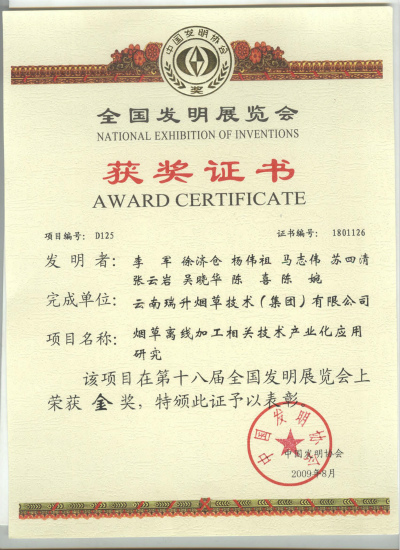 中国发明协会
奖
全国发明展览会
NATIONAL EXHIBITION OF INVENTIONS
获奖证书
AWARD CERTIFICATE
项目编号: D125 证书编号: 1801126
发明者: 李 军 徐济仓 杨伟祖 马志伟 苏四清
张云岩 吴晓华 陈 喜 陈 婉
完成单位: 云南瑞升烟草技术(集团)有限公司
项目名称: 烟草离线加工相关技术产业化应用
研究
该项目在第十八届全国发明展览会上
荣获 金 奖, 特颁此证予以表彰。
中国发明协会
中国发明协会
2009年8月